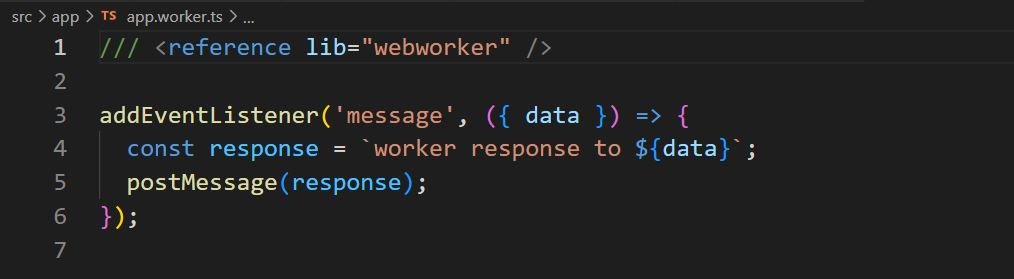 src > app > TS app.worker.ts > ...
1 /// <reference lib="webworker" />
2
3 addEventListener('message', ({ data }) => {
4   const response = `worker response to ${data}`;
5   postMessage(response);
6 });
7